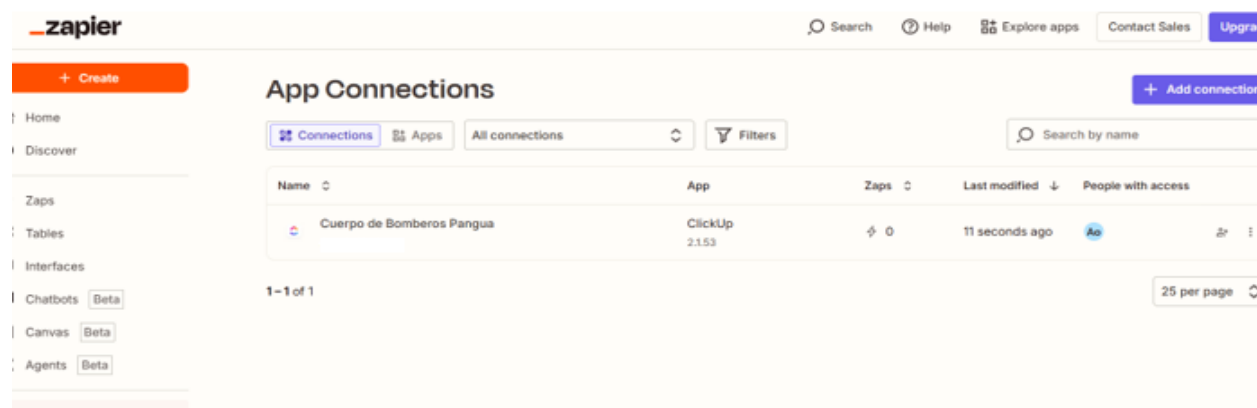 _zapier
Search
Help
Explore apps
Contact Sales
+ Create
App Connections
+ Add connection
Home
Discover
Connections
Apps
All connections
Filters
Search by name
Zaps
Tables
Interfaces
Chatbots Beta
Canvas Beta
Agents Beta
Name App Zaps Last modified People with access
Cuerpo de Bomberos Pangua ClickUp 0 11 seconds ago Ao
2.1.53
1–1 of 1
25 per page